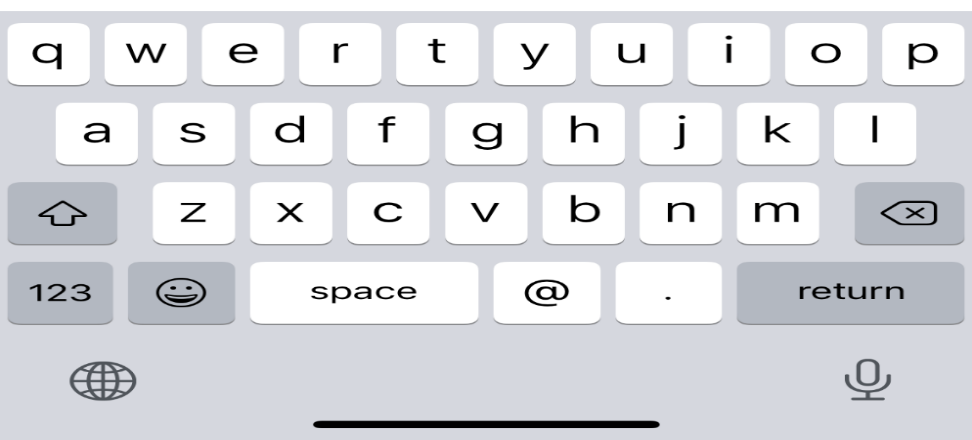 q w e r t y u i o p
a s d f g h j k l
z x c v b n m
123 space @ . return